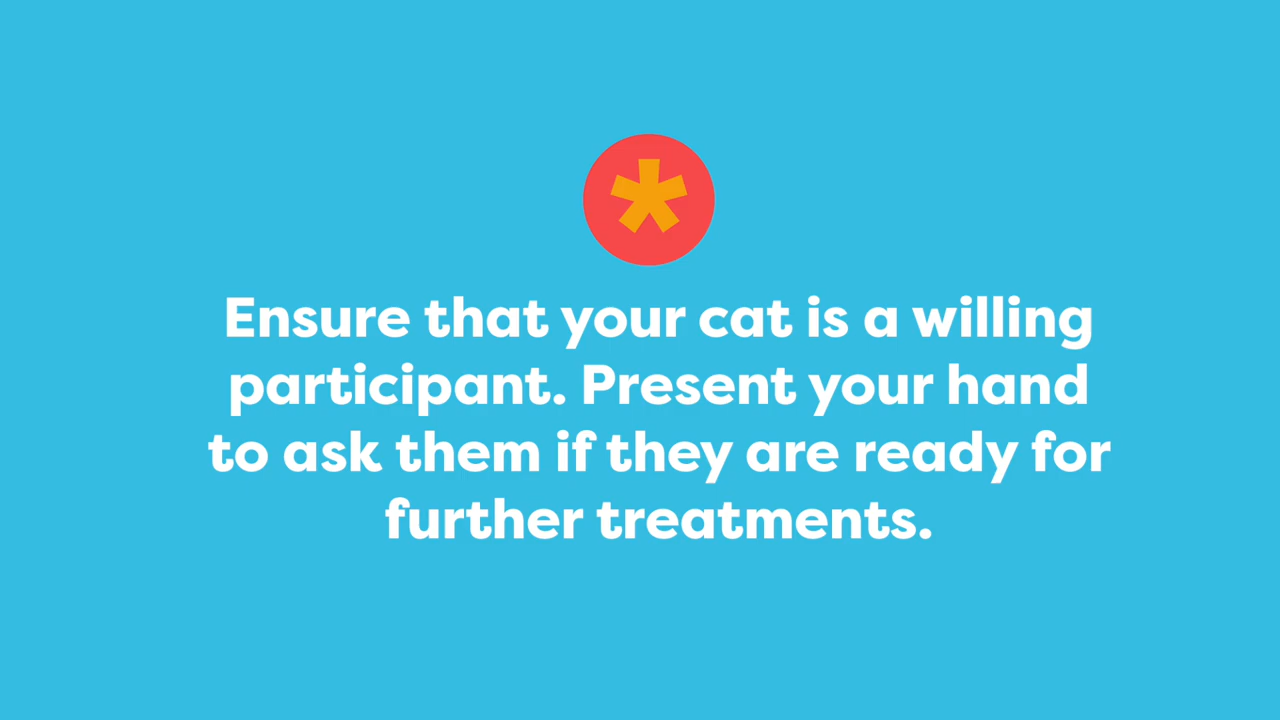 Ensure that your cat is a willing
participant. Present your hand
to ask them if they are ready for
further treatments.